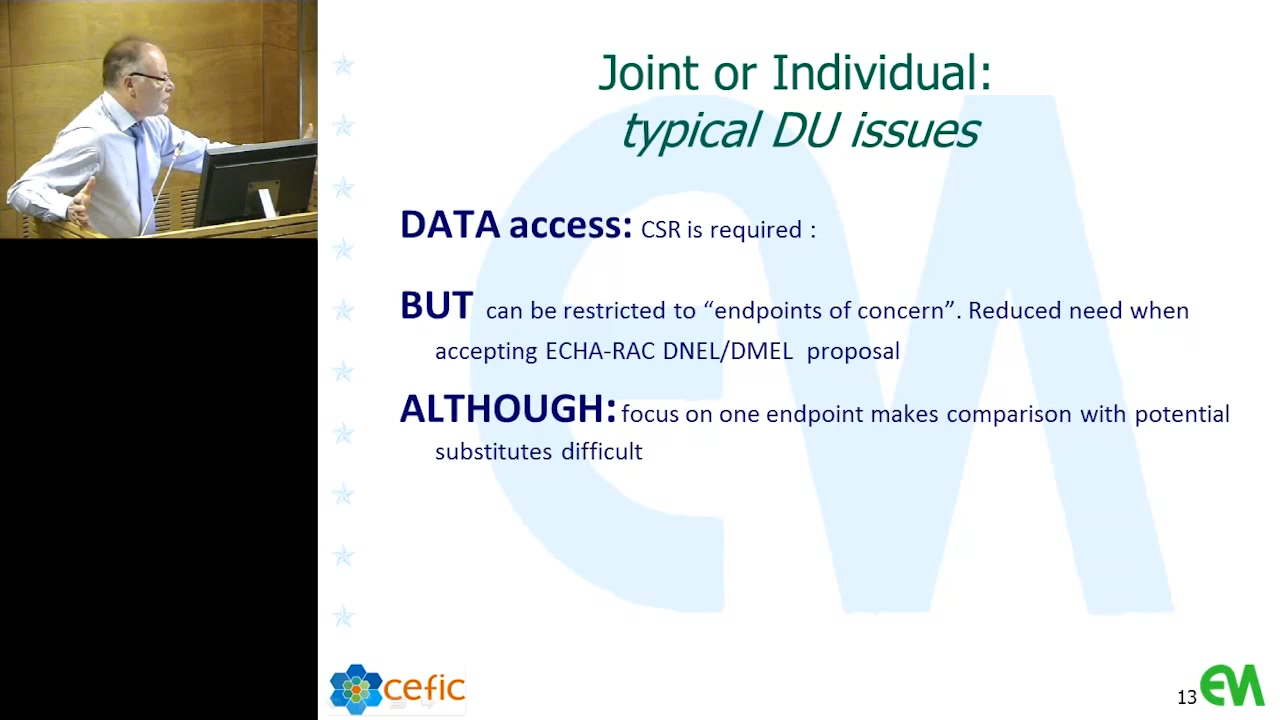 Joint or Individual:
typical DU issues
DATA access: CSR is required :
BUT can be restricted to “endpoints of concern”. Reduced need when
accepting ECHA-RAC DNEL/DMEL proposal
ALTHOUGH: focus on one endpoint makes comparison with potential
substitutes difficult
cefic
13 EM